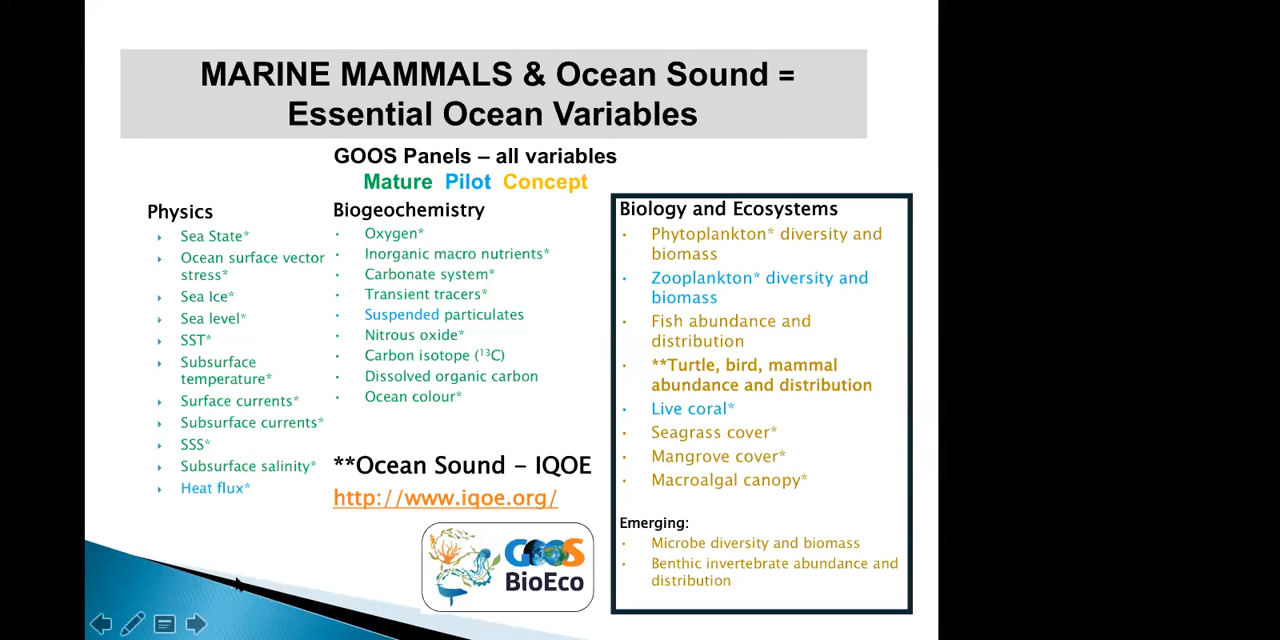 MARINE MAMMALS & Ocean Sound =
Essential Ocean Variables
GOOS Panels – all variables
Mature Pilot Concept
Physics
Sea State*
Ocean surface vector
stress*
Sea Ice*
Sea level*
SST*
Subsurface
temperature*
Surface currents*
Subsurface currents*
SSS*
Subsurface salinity*
Heat flux*
Biogeochemistry
Oxygen*
Inorganic macro nutrients*
Carbonate system*
Transient tracers*
Suspended particulates
Nitrous oxide*
Carbon isotope (¹³C)
Dissolved organic carbon
Ocean colour*
**Ocean Sound – IQOE
http://www.iqoe.org/
GOOS
BioEco
Biology and Ecosystems
Phytoplankton* diversity and
biomass
Zooplankton* diversity and
biomass
Fish abundance and
distribution
**Turtle, bird, mammal
abundance and distribution
Live coral*
Seagrass cover*
Mangrove cover*
Macroalgal canopy*
Emerging:
Microbe diversity and biomass
Benthic invertebrate abundance and
distribution